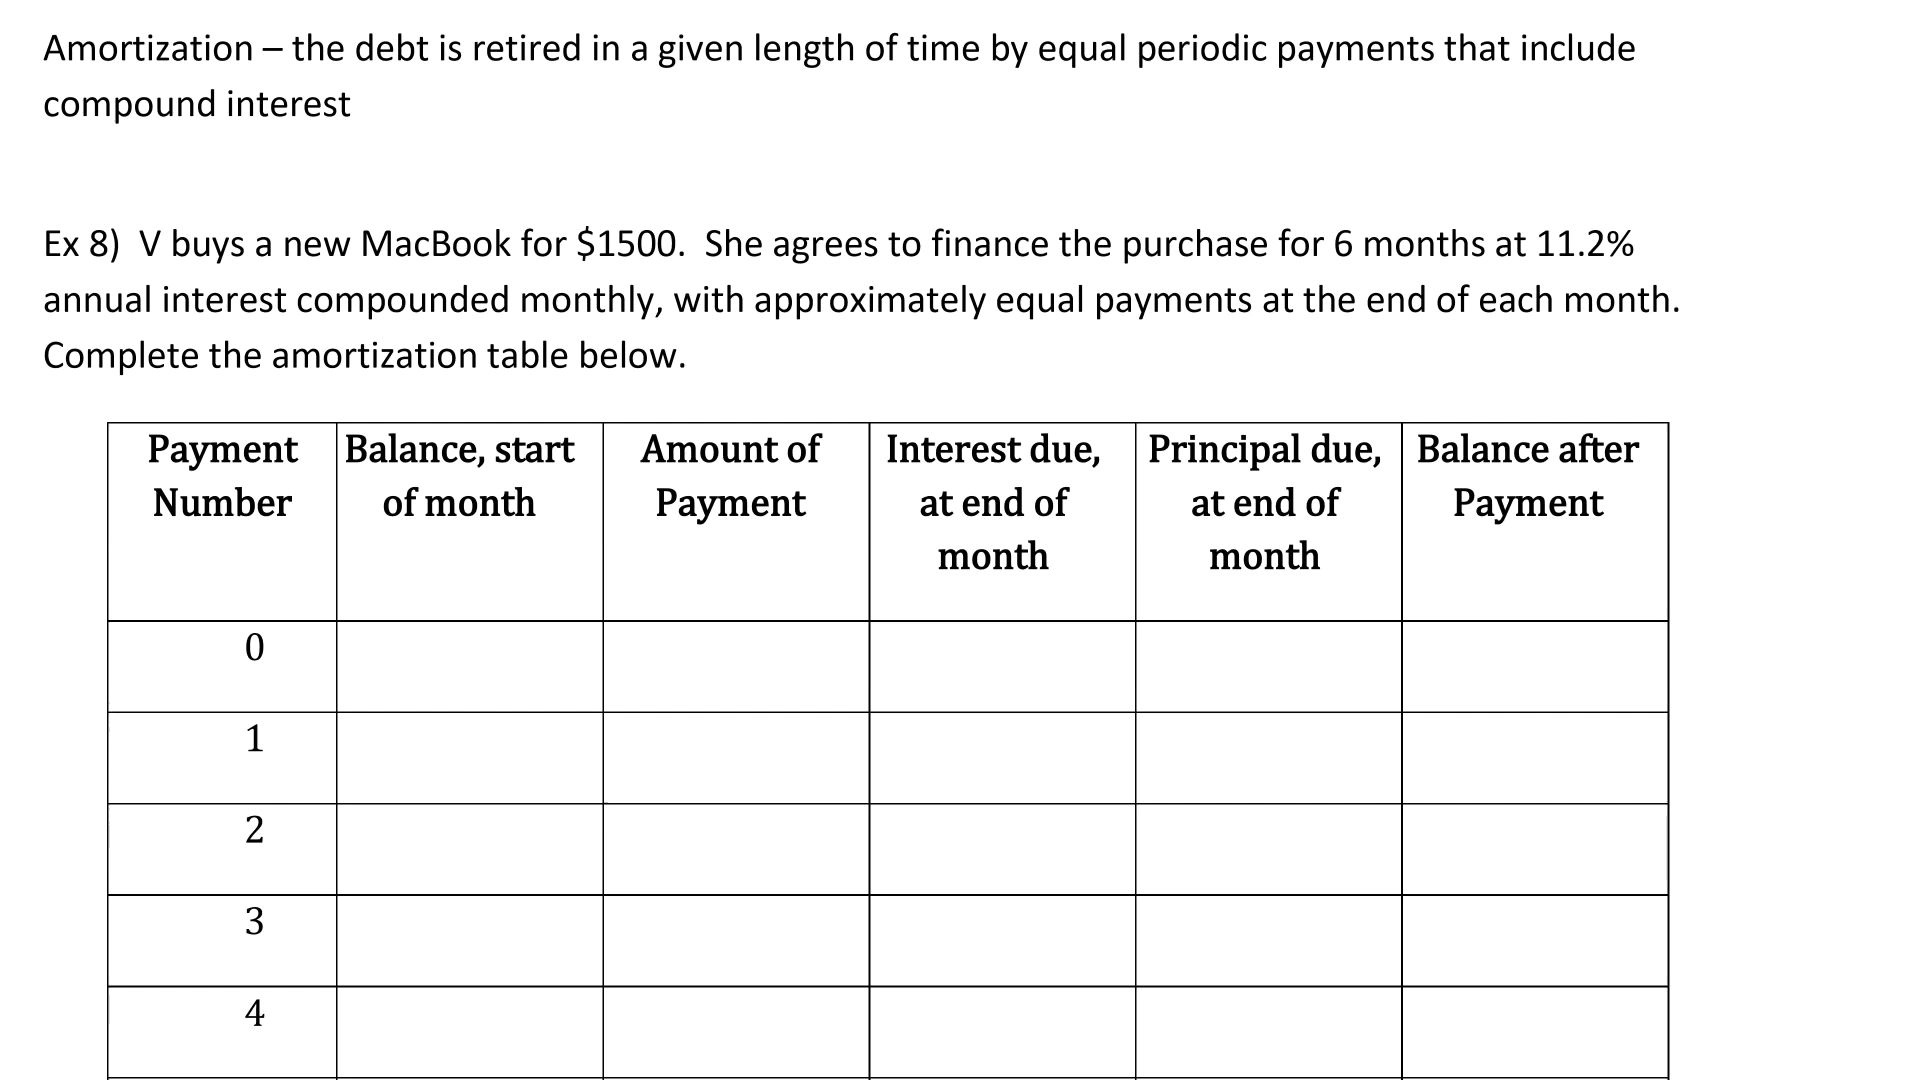 Amortization – the debt is retired in a given length of time by equal periodic payments that include
compound interest
Ex 8)  V buys a new MacBook for $1500.  She agrees to finance the purchase for 6 months at 11.2%
annual interest compounded monthly, with approximately equal payments at the end of each month.
Complete the amortization table below.
Payment Number | Balance, start of month | Amount of Payment | Interest due, at end of month | Principal due, at end of month | Balance after Payment
0
1
2
3
4